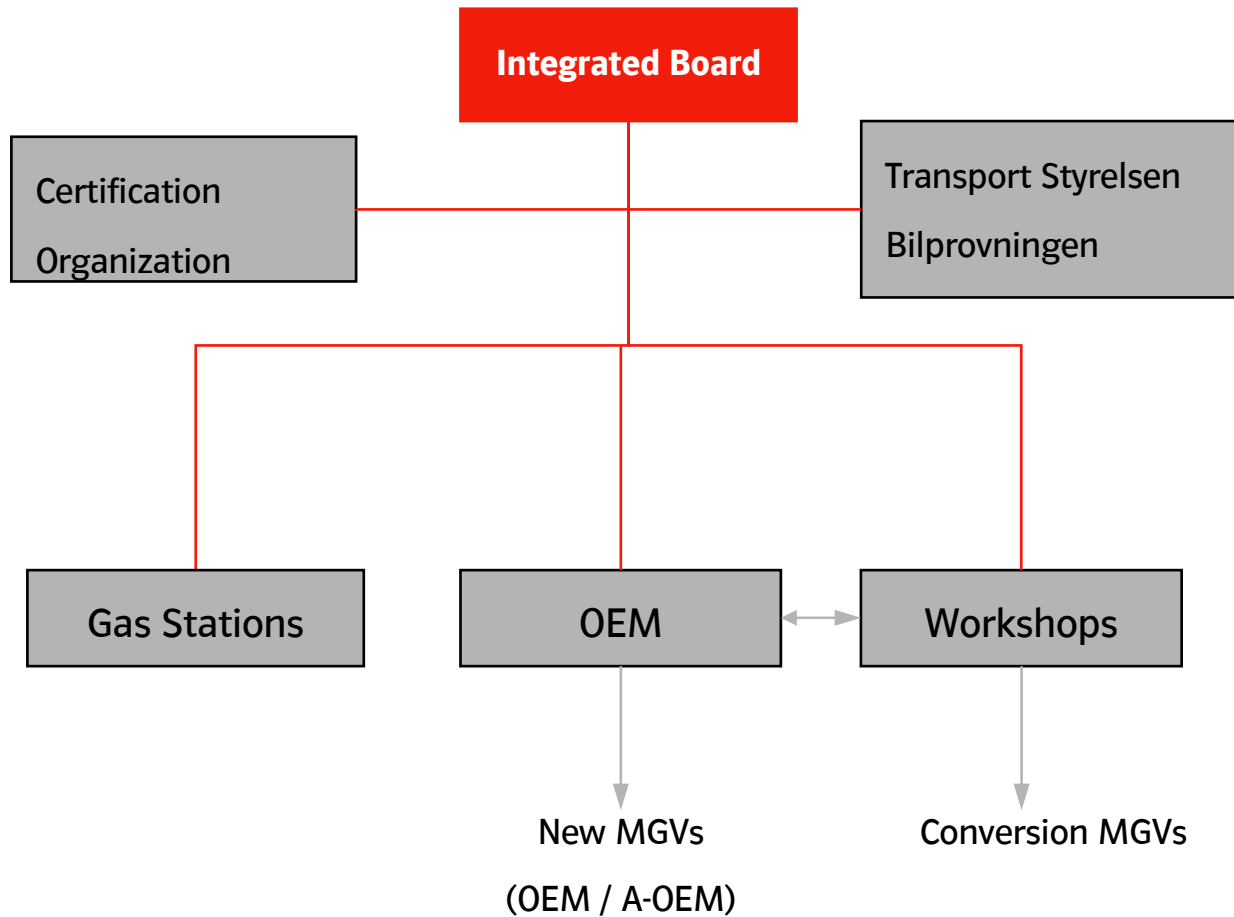 Integrated Board
Certification
Organization
Transport Styrelsen
Bilprovningen
Gas Stations
OEM
Workshops
New MGVs
(OEM / A-OEM)
Conversion MGVs